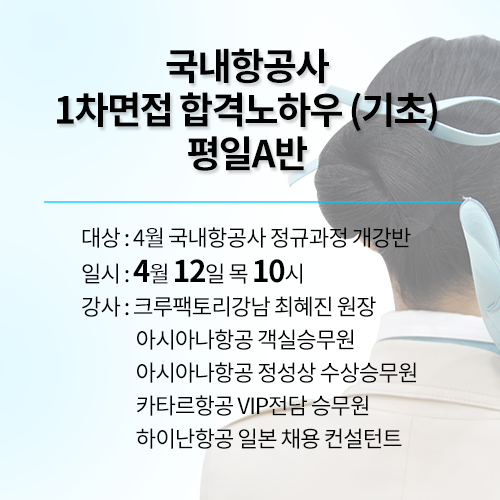 국내항공사
1차면접 합격노하우 (기초)
평일A반
대상 : 4월 국내항공사 정규과정 개강반
일시 : 4월 12일 목 10시
강사 : 크루팩토리강남 최혜진 원장
아시아나항공 객실승무원
아시아나항공 정성상 수상승무원
카타르항공 VIP전담 승무원
하이난항공 일본 채용 컨설턴트